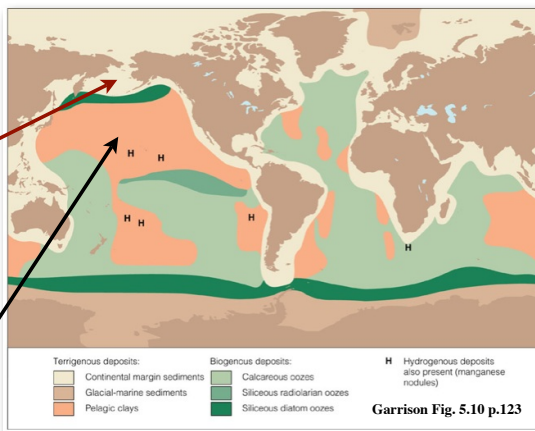 H
H
H
H
H
H
Terrigenous deposits:
Continental margin sediments
Glacial-marine sediments
Pelagic clays
Biogenous deposits:
Calcareous oozes
Siliceous radiolarian oozes
Siliceous diatom oozes
H Hydrogenous deposits
also present (manganese
nodules)
Garrison Fig. 5.10 p.123